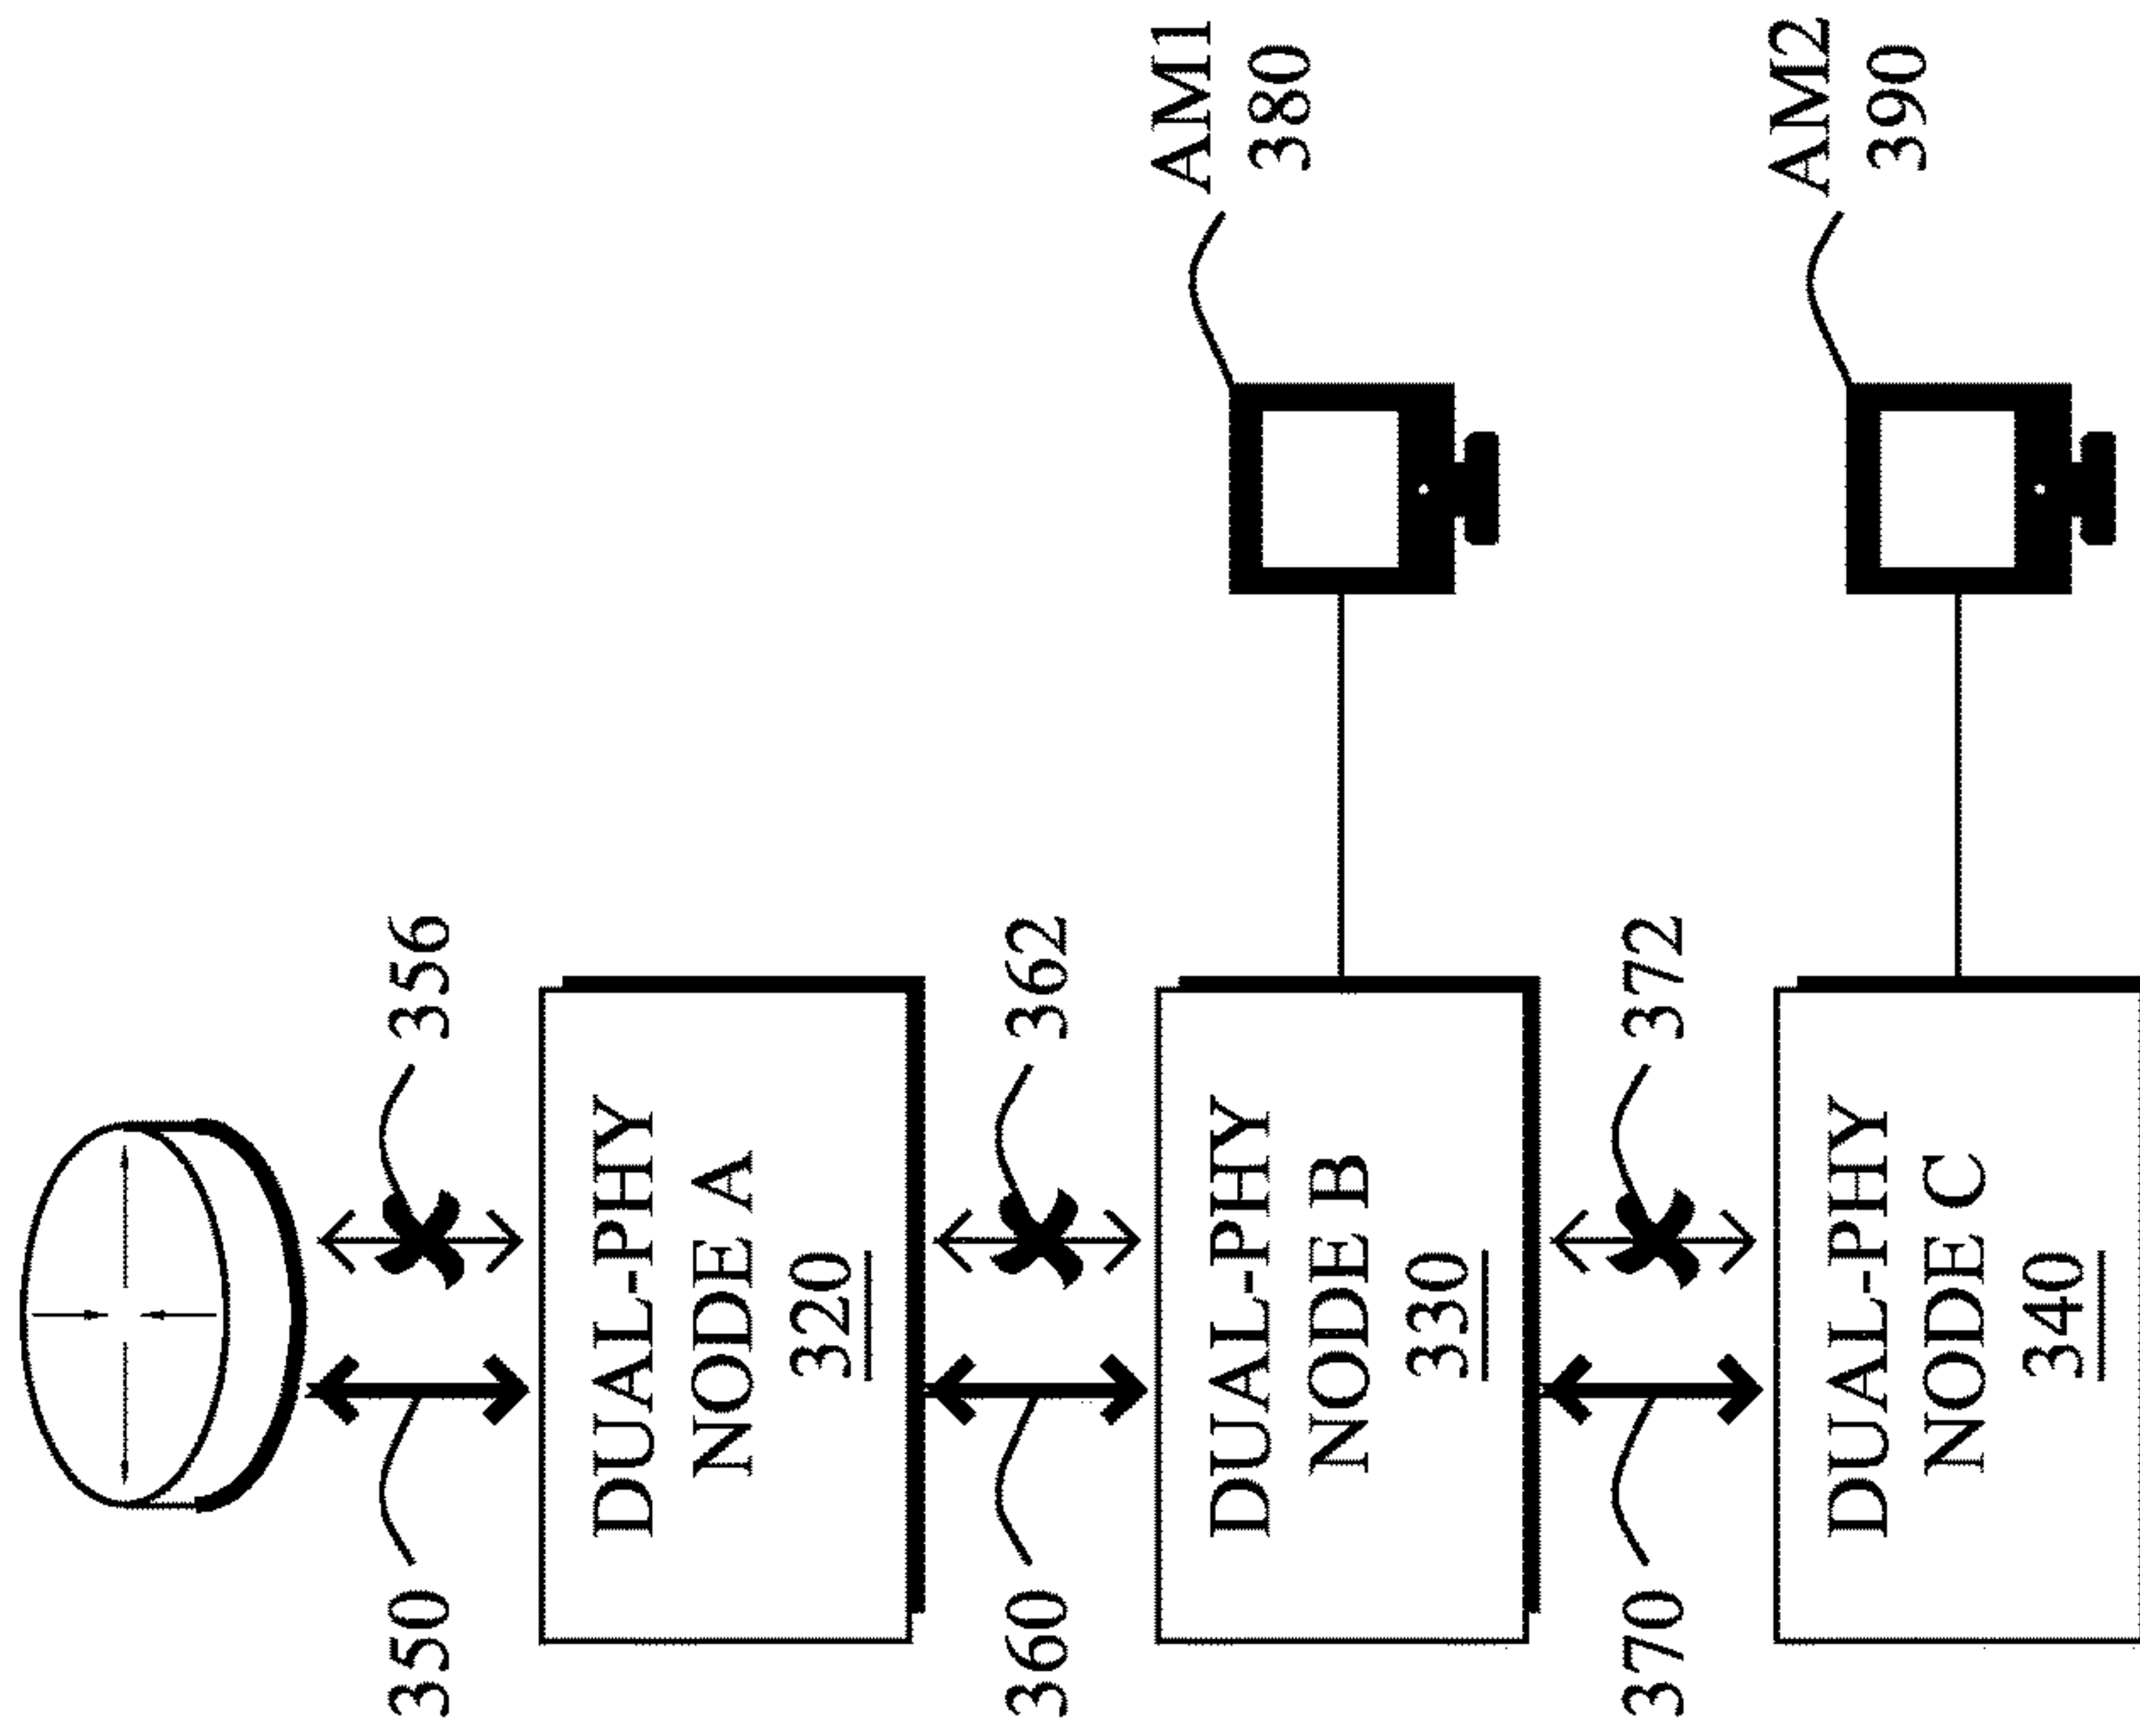 350
356
DUAL-PHY
NODE A
320
360
362
DUAL-PHY
NODE B
330
AM1
380
370
372
DUAL-PHY
NODE C
340
AM2
390